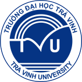 TRƯỜNG ĐẠI HỌC TRÀ VINH
TVU
TRA VINH UNIVERSITY